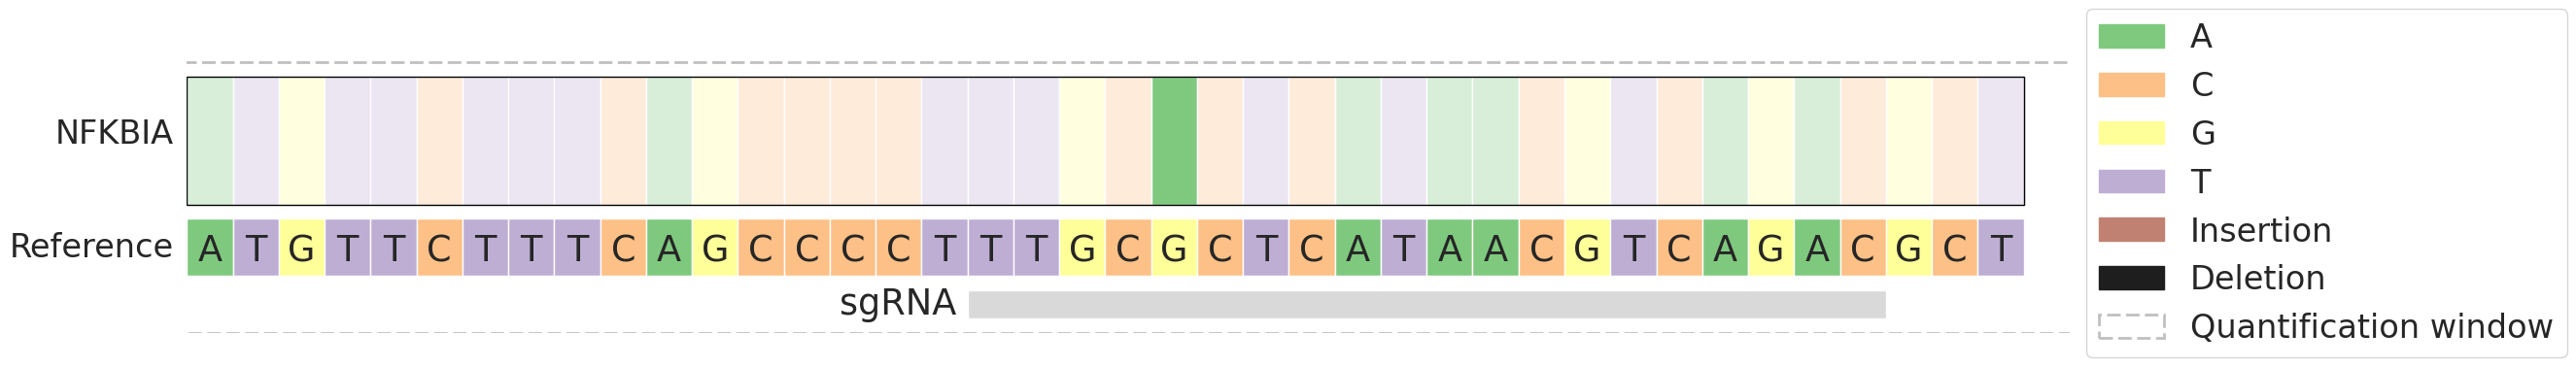 NFKBIA
Reference A T G T T C T T T C A G C C C C T T T G C G C T C A T A A C G T C A G A C G C T
sgRNA
A
C
G
T
Insertion
Deletion
Quantification window